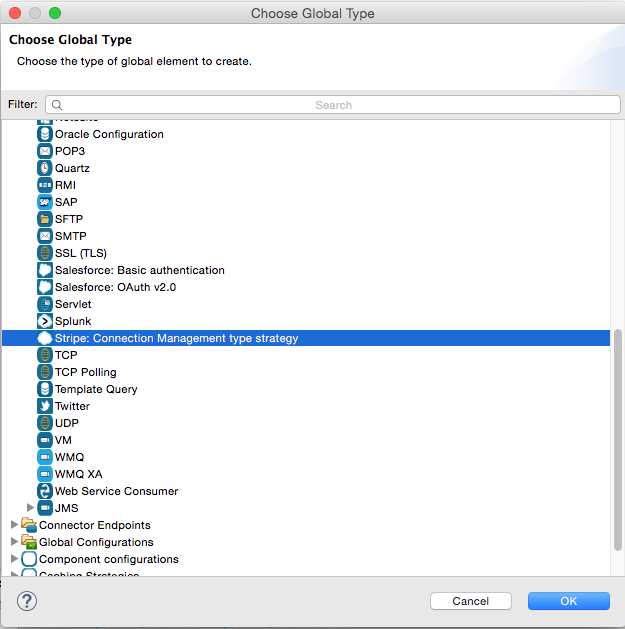 Choose Global Type
Choose Global Type
Choose the type of global element to create.
Filter:
Search
Oracle Configuration
POP3
Quartz
RMI
SAP
SFTP
SMTP
SSL (TLS)
Salesforce: Basic authentication
Salesforce: OAuth v2.0
Servlet
Splunk
Stripe: Connection Management type strategy
TCP
TCP Polling
Template Query
Twitter
UDP
VM
WMQ
WMQ XA
Web Service Consumer
JMS
Connector Endpoints
Global Configurations
Component configurations
Caching Strategies
?
Cancel
OK